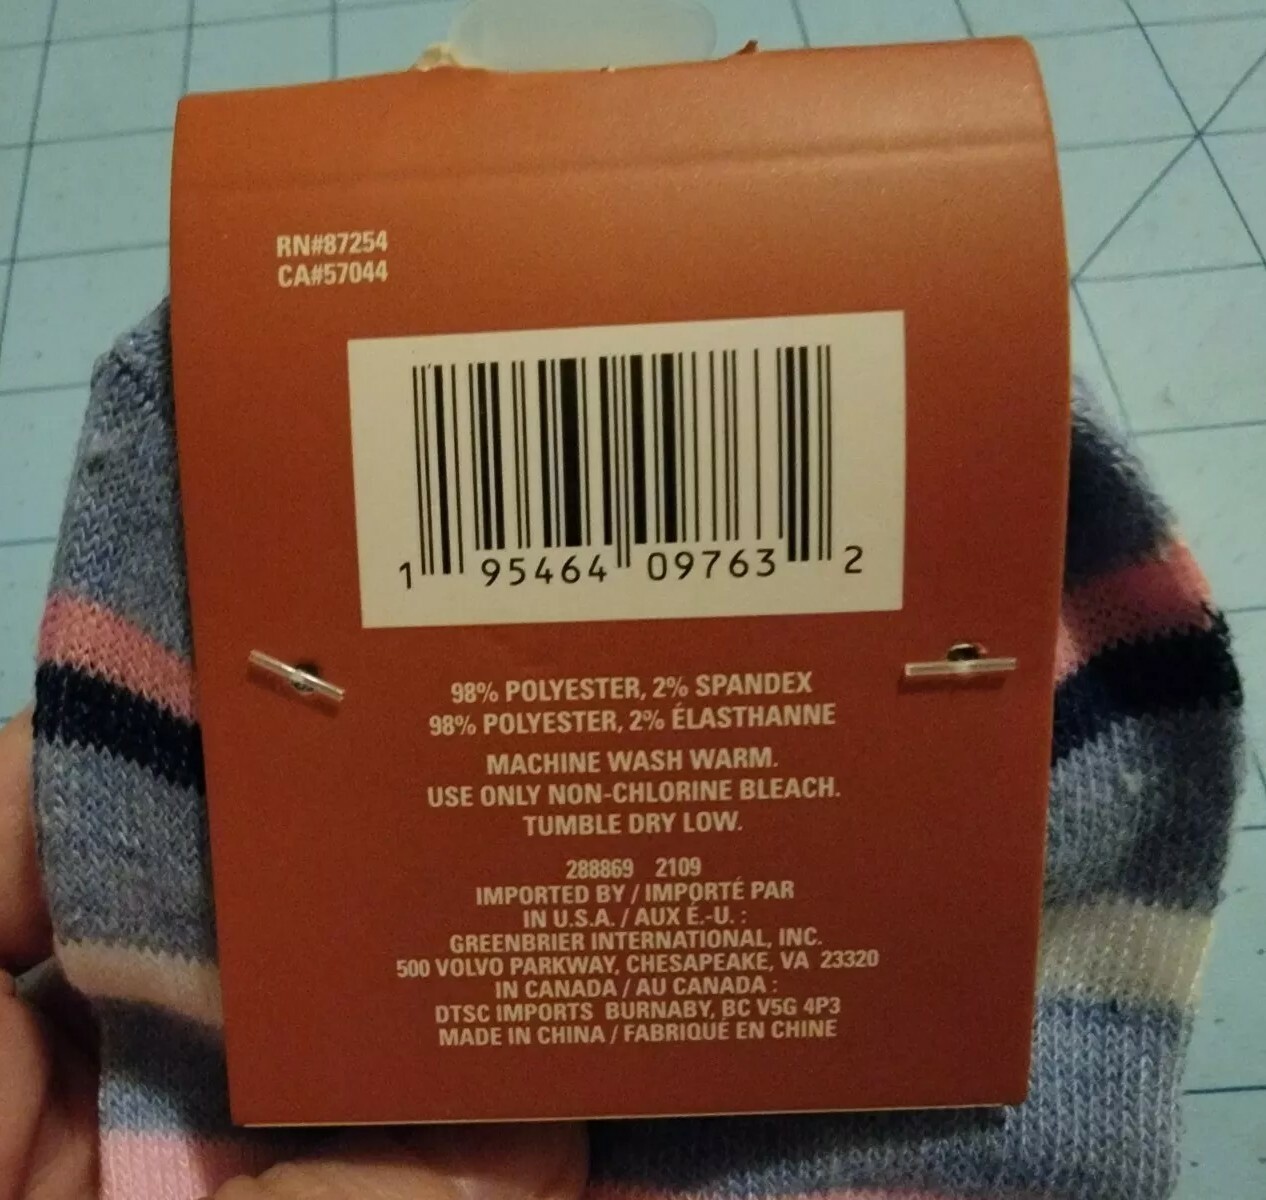 RN#87254
CA#57044
1 95464 09763 2
98% POLYESTER, 2% SPANDEX
98% POLYESTER, 2% ÉLASTHANNE
MACHINE WASH WARM.
USE ONLY NON-CHLORINE BLEACH.
TUMBLE DRY LOW.
288869 2109
IMPORTED BY / IMPORTÉ PAR
IN U.S.A. / AUX É.-U. :
GREENBRIER INTERNATIONAL, INC.
500 VOLVO PARKWAY, CHESAPEAKE, VA 23320
IN CANADA / AU CANADA :
DTSC IMPORTS BURNABY, BC V5G 4P3
MADE IN CHINA / FABRIQUÉ EN CHINE